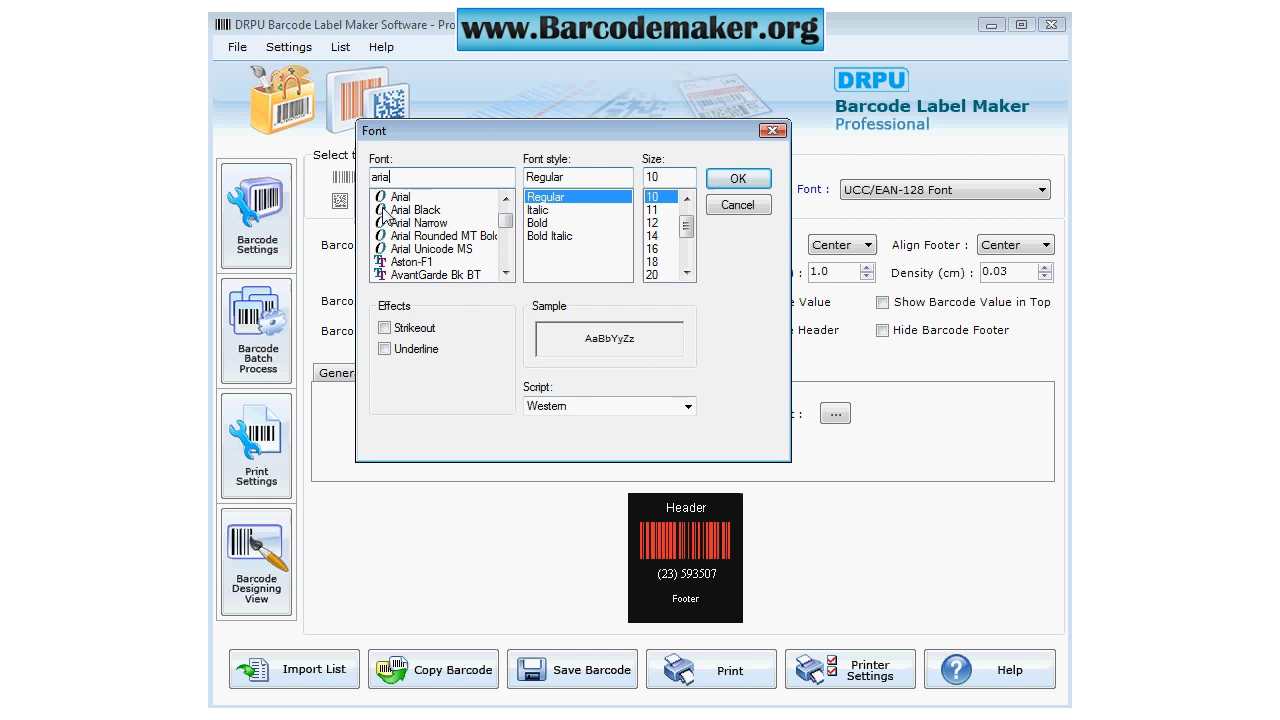 DRPU Barcode Label Maker Software - Pro
www.Barcodemaker.org
File Settings List Help
DRPU
Barcode Label Maker
Professional
Font
Select t
Font: Font style: Size:
aria Regular 10
OK
Cancel
Arial
Arial Black
Arial Narrow
Arial Rounded MT Bold
Arial Unicode MS
Aston-F1
AvantGarde Bk BT
Regular
Italic
Bold
Bold Italic
10
11
12
14
16
18
20
Effects
Strikeout
Underline
Sample
AaBbYyZz
Script:
Western
Font : UCC/EAN-128 Font
Barco
Center Align Footer : Center
) : 1.0 Density (cm) : 0.03
Barco
e Value Show Barcode Value in Top
Barco
e Header Hide Barcode Footer
Gener
: ...
Barcode
Settings
Barcode
Batch
Process
Print
Settings
Barcode
Designing
View
Header
(23) 593507
Footer
Import List
Copy Barcode
Save Barcode
Print
Printer
Settings
Help